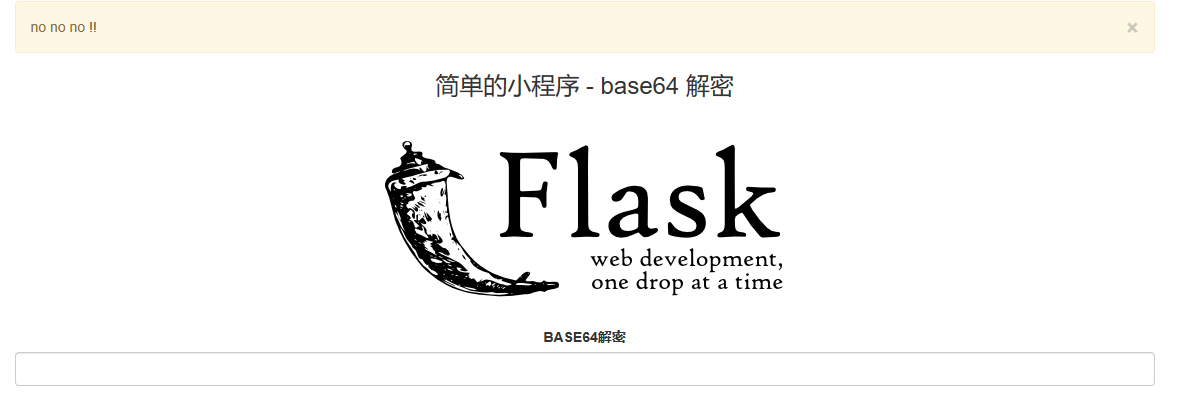 no no no !!
×
简单的小程序 - base64 解密
Flask
web development,
one drop at a time
BASE64解密